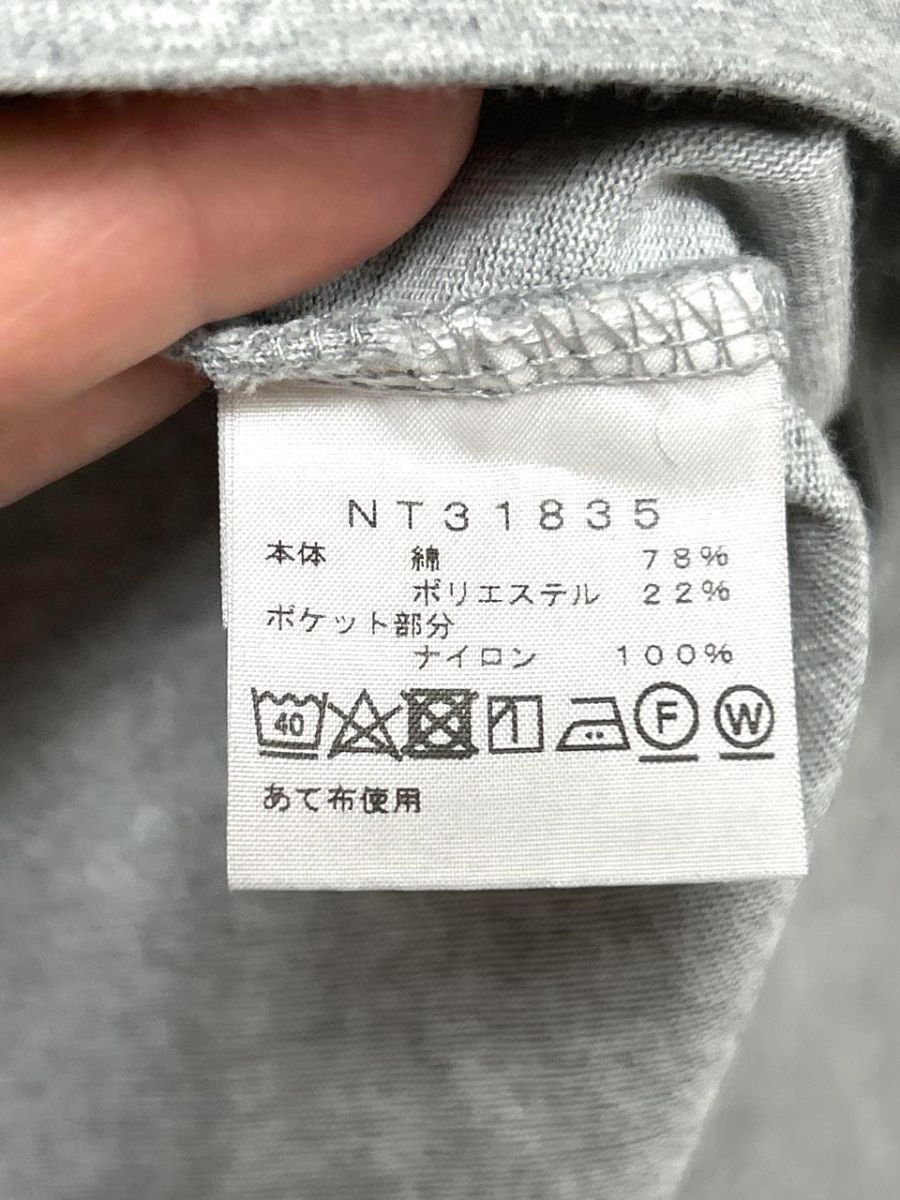 NT31835
本体 綿 78%
ポリエステル 22%
ポケット部分
ナイロン 100%
40 F W
あて布使用